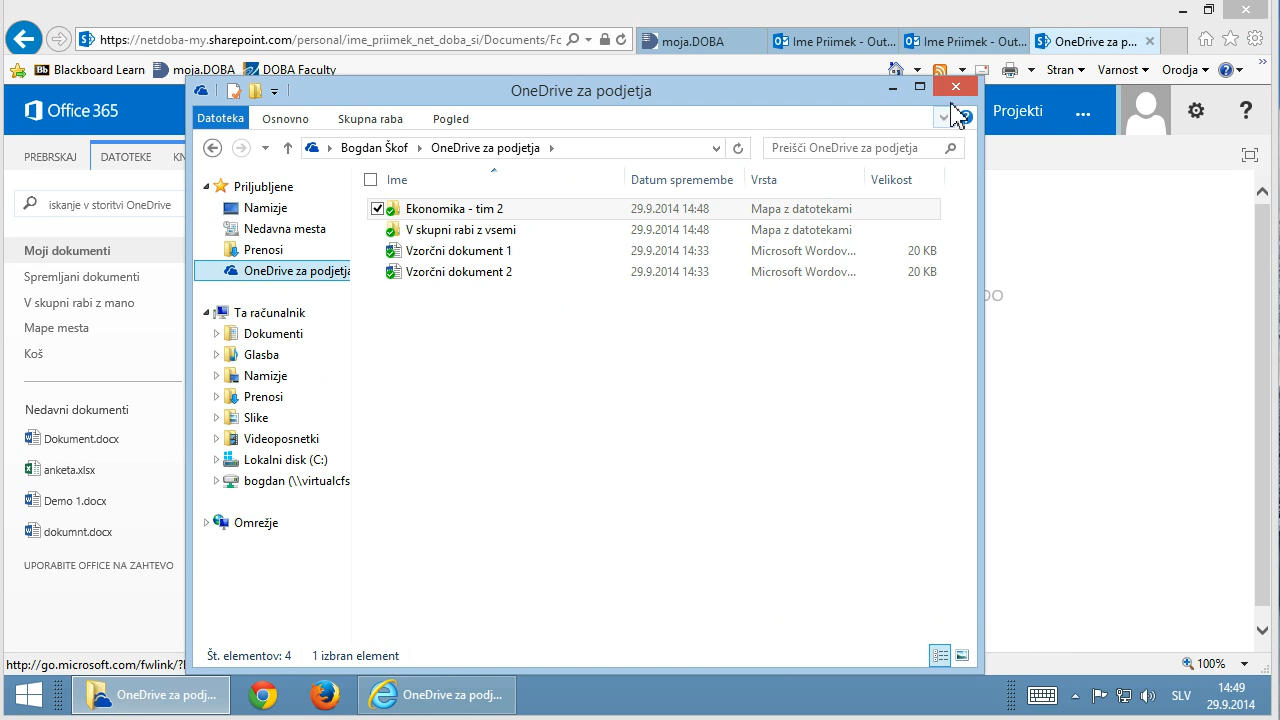 https://netdoba-my.sharepoint.com/personal/ime_priimek_net_doba_si/Documents/Fc
moja.DOBA
Ime Priimek - Out...
Ime Priimek - Out...
OneDrive za p...
Blackboard Learn
moja.DOBA
DOBA Faculty
Stran
Varnost
Orodja
Office 365
Projekti
...
?
PREBRSKAJ
DATOTEKE
iskanje v storitvi OneDrive
Moji dokumenti
Spremljani dokumenti
V skupni rabi z mano
Mape mesta
Koš
Nedavni dokumenti
Dokument.docx
anketa.xlsx
Demo 1.docx
dokumnt.docx
UPORABITE OFFICE NA ZAHTEVO
OneDrive za podjetja
Datoteka
Osnovno
Skupna raba
Pogled
Bogdan Škof
OneDrive za podjetja
Preišči OneDrive za podjetja
Priljubljene
Namizje
Nedavna mesta
Prenosi
OneDrive za podjetja
Ta računalnik
Dokumenti
Glasba
Namizje
Prenosi
Slike
Videoposnetki
Lokalni disk (C:)
bogdan (\\virtualcfs
Omrežje
Ime Datum spremembe Vrsta Velikost
Ekonomika - tim 2 29.9.2014 14:48 Mapa z datotekami
V skupni rabi z vsemi 29.9.2014 14:48 Mapa z datotekami
Vzorčni dokument 1 29.9.2014 14:33 Microsoft Wordov... 20 KB
Vzorčni dokument 2 29.9.2014 14:33 Microsoft Wordov... 20 KB
DO
Št. elementov: 4 1 izbran element
http://go.microsoft.com/fwlink/?
100%
OneDrive za podj...
OneDrive za podj...
SLV
14:49
29.9.2014